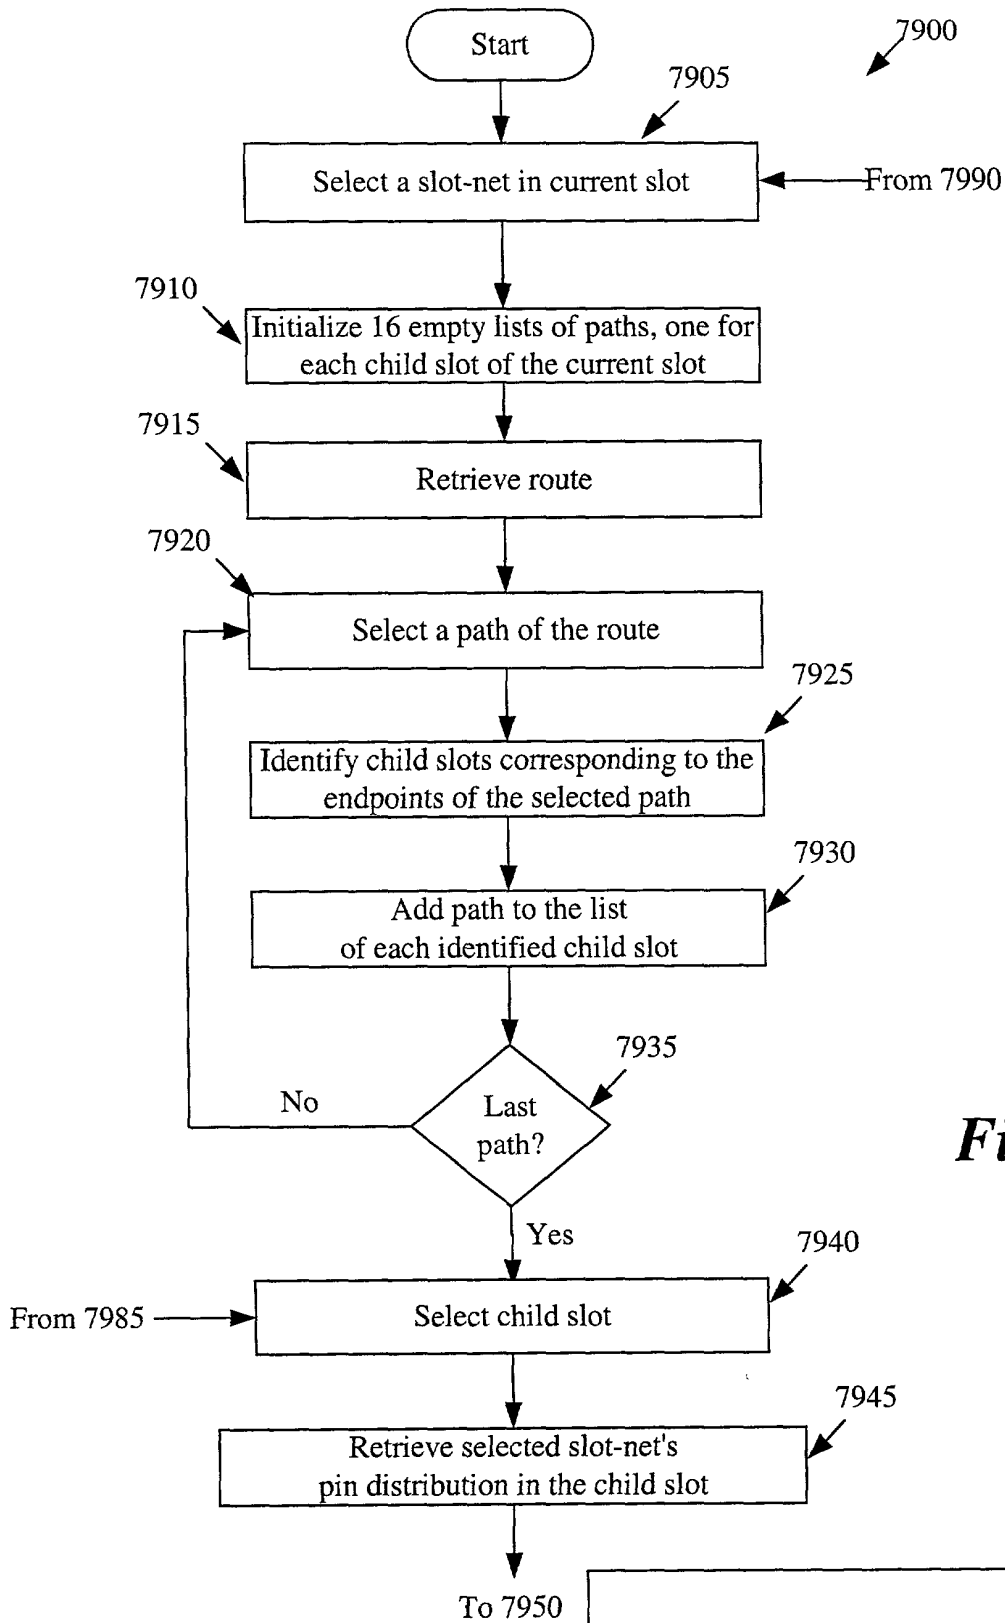 Start
7900
7905
Select a slot-net in current slot
From 7990
7910
Initialize 16 empty lists of paths, one for
each child slot of the current slot
7915
Retrieve route
7920
Select a path of the route
7925
Identify child slots corresponding to the
endpoints of the selected path
7930
Add path to the list
of each identified child slot
7935
Last
path?
No
Yes
7940
From 7985
Select child slot
7945
Retrieve selected slot-net's
pin distribution in the child slot
To 7950